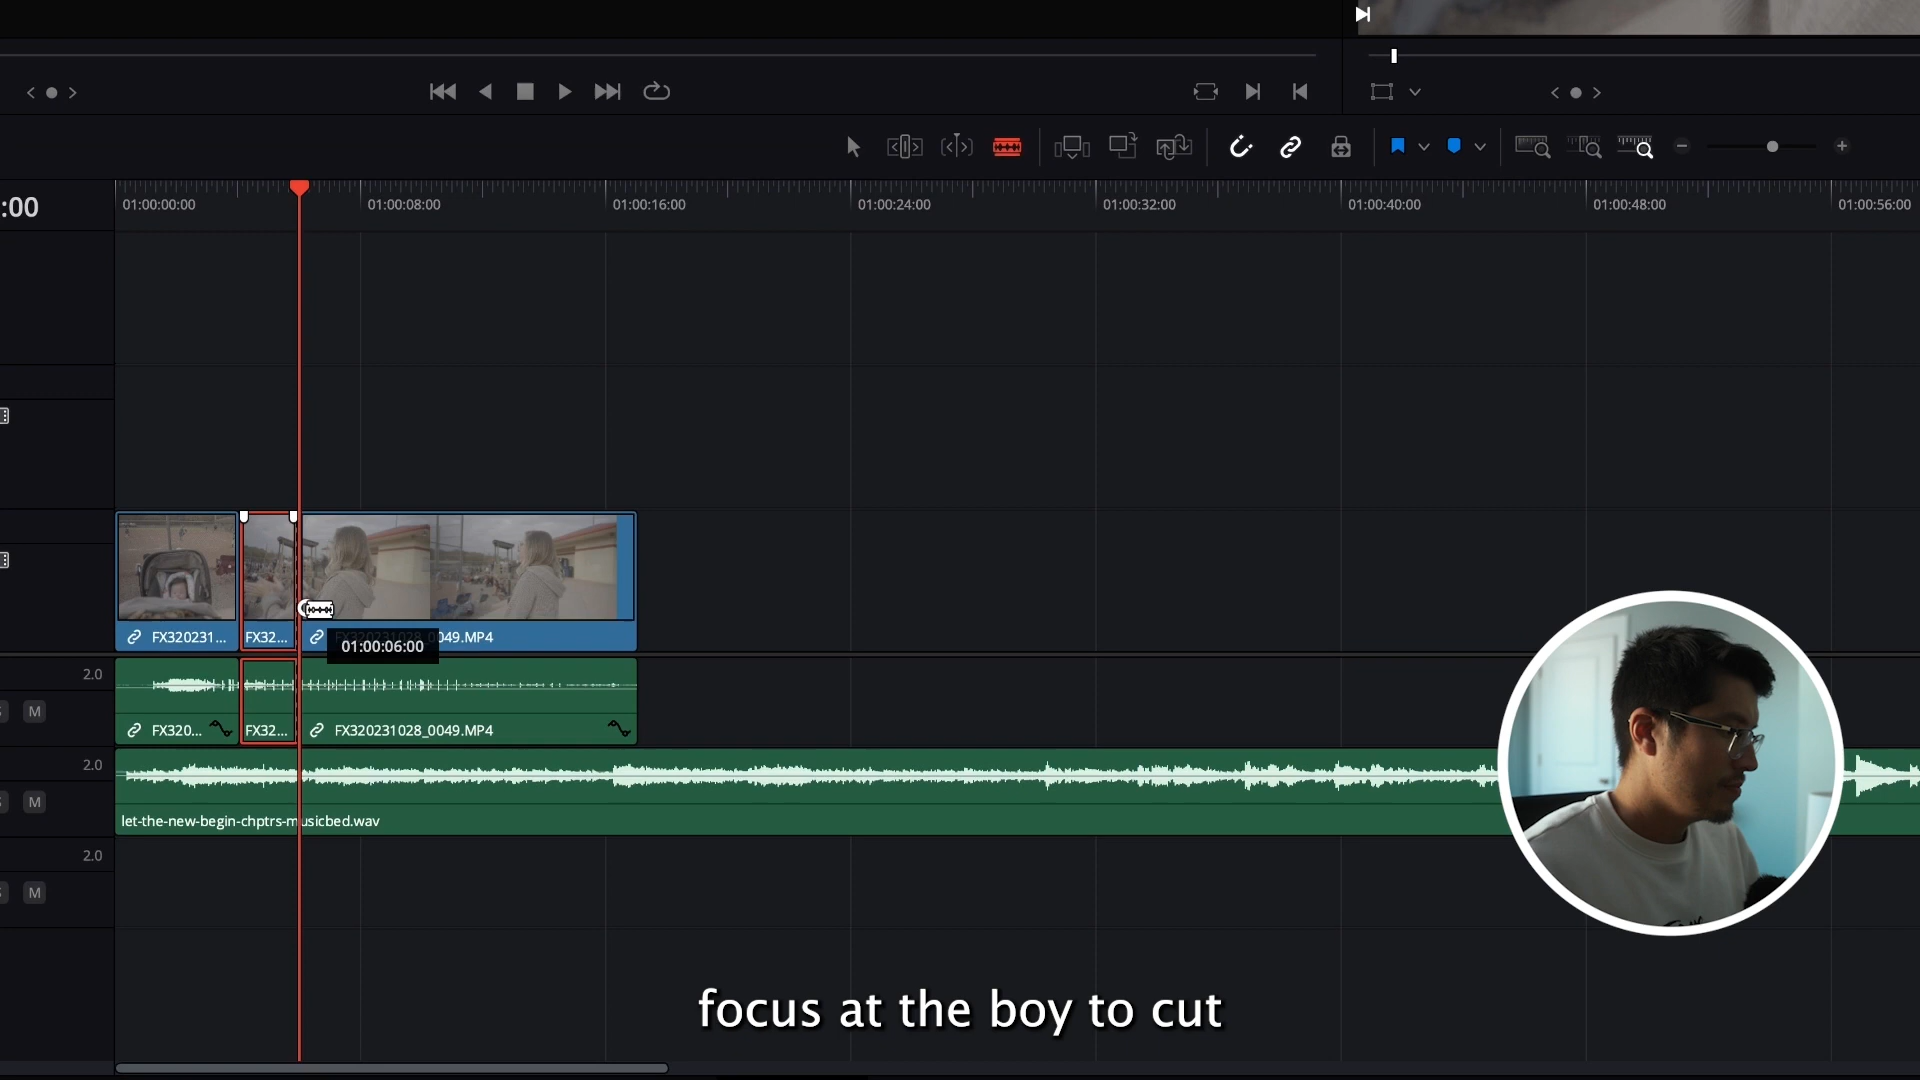 :00
01:00:00:00
01:00:08:00
01:00:16:00
01:00:24:00
01:00:32:00
01:00:40:00
01:00:48:00
01:00:56:00
FX320231...
FX32...
FX320231028_0049.MP4
01:00:06:00
2.0
M
FX320...
FX32...
FX320231028_0049.MP4
2.0
M
let-the-new-begin-chptrs-musicbed.wav
2.0
M
focus at the boy to cut